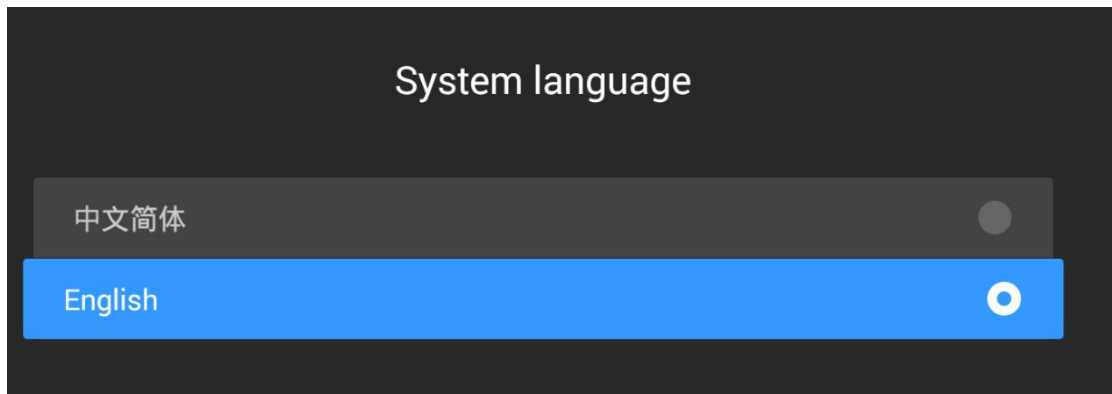 System language
中文简体
English